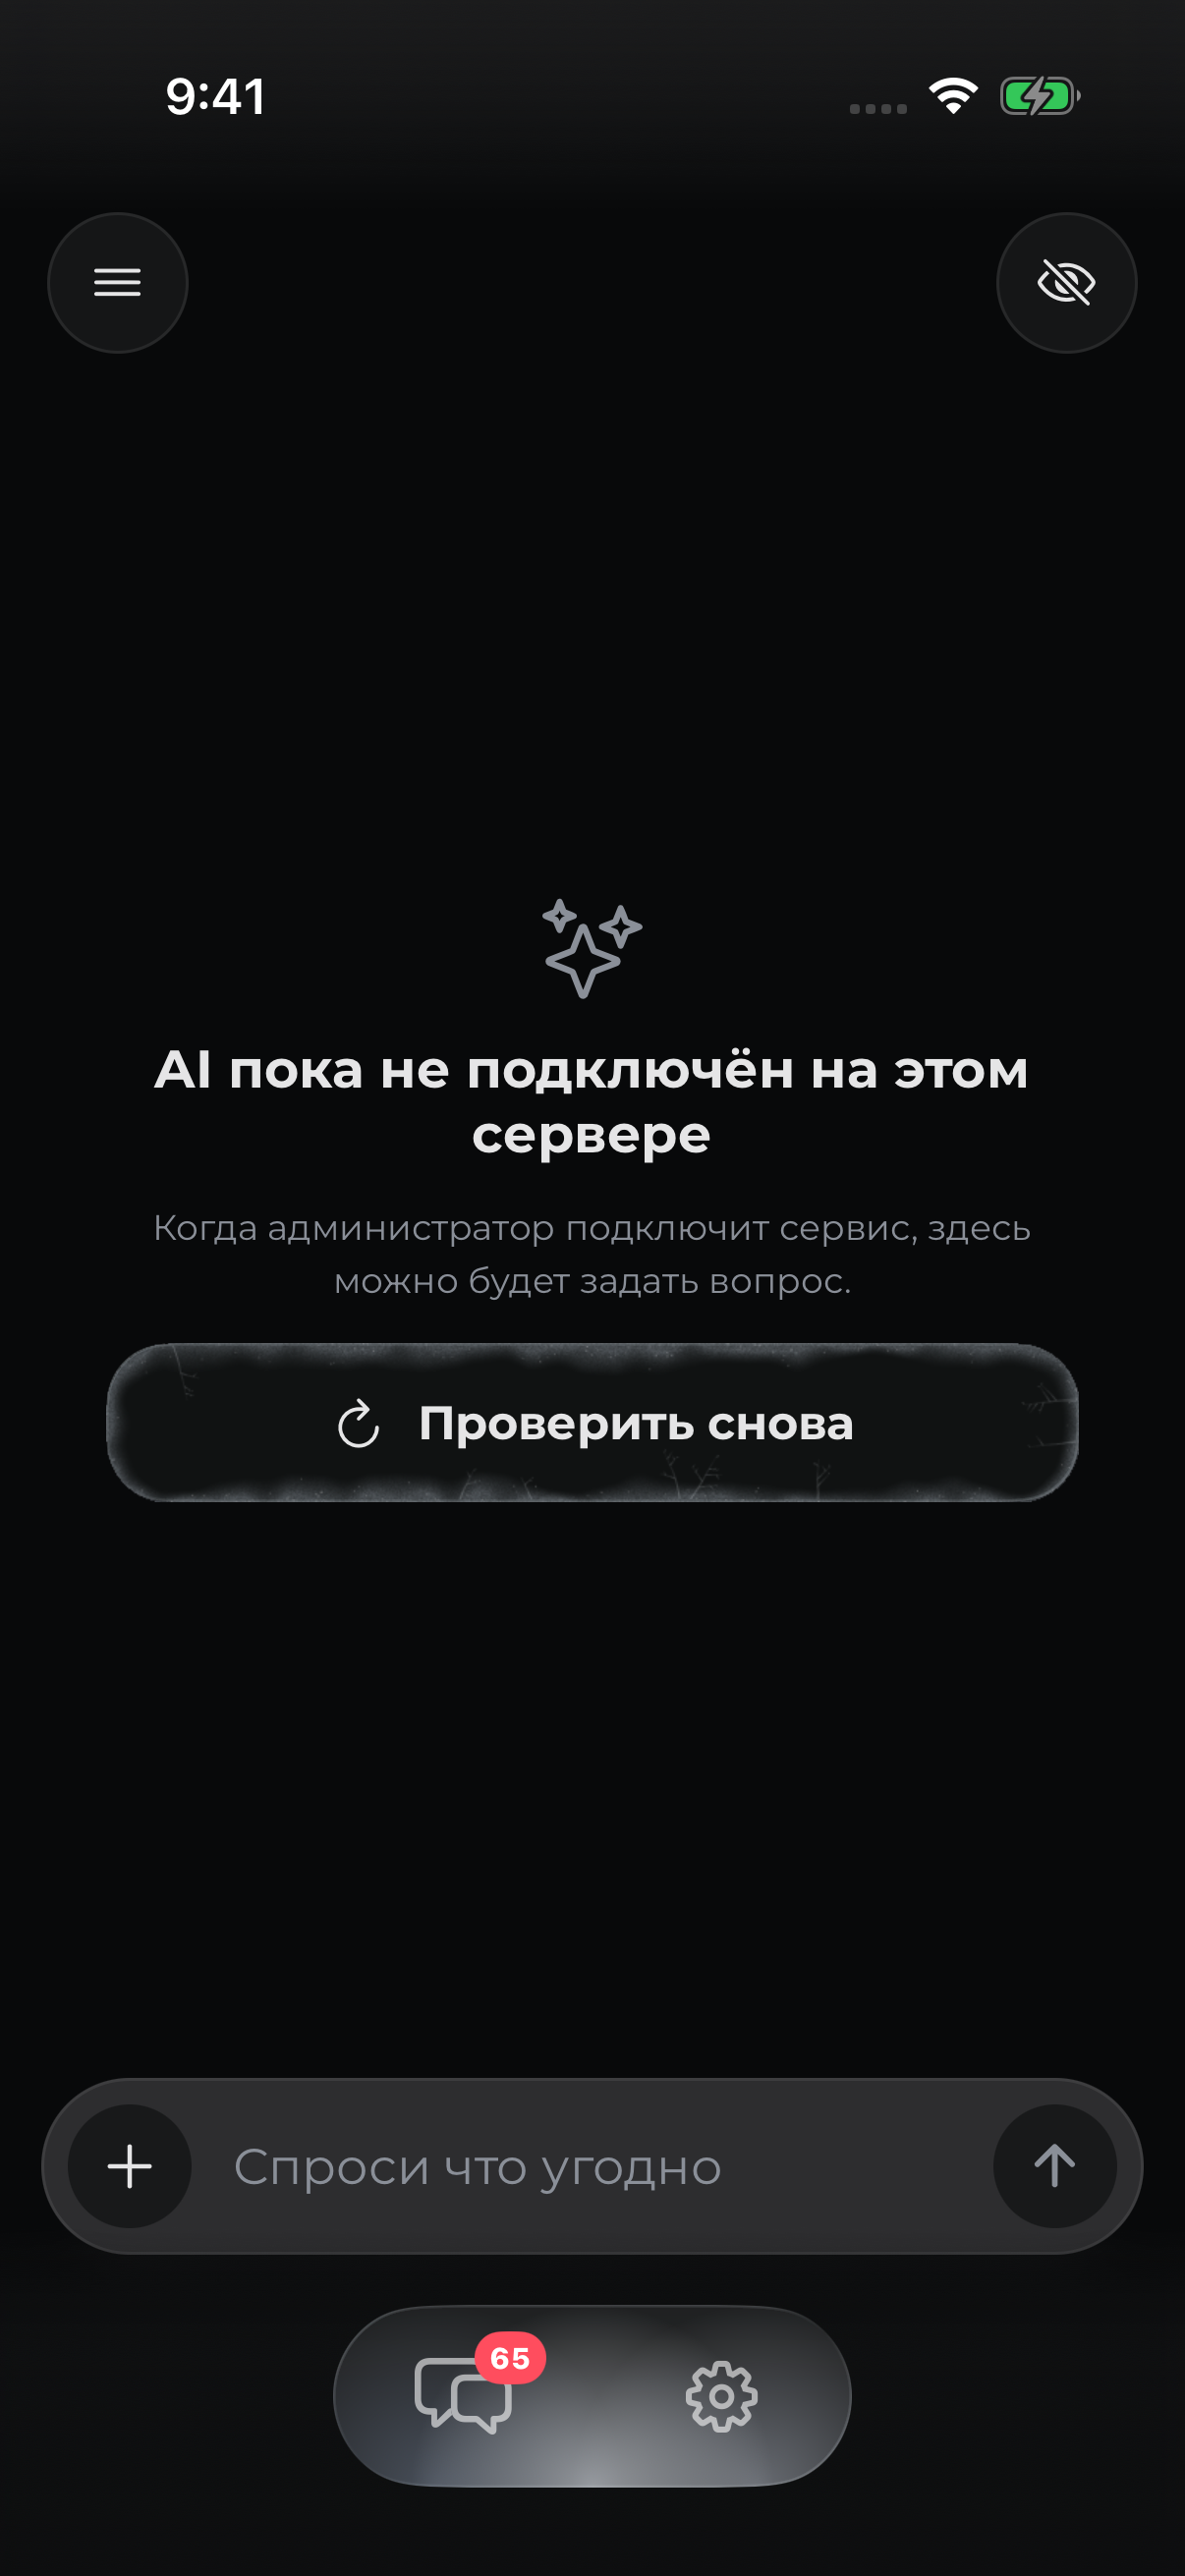 9:41
AI пока не подключён на этом
сервере
Когда администратор подключит сервис, здесь
можно будет задать вопрос.
Проверить снова
Спроси что угодно
65